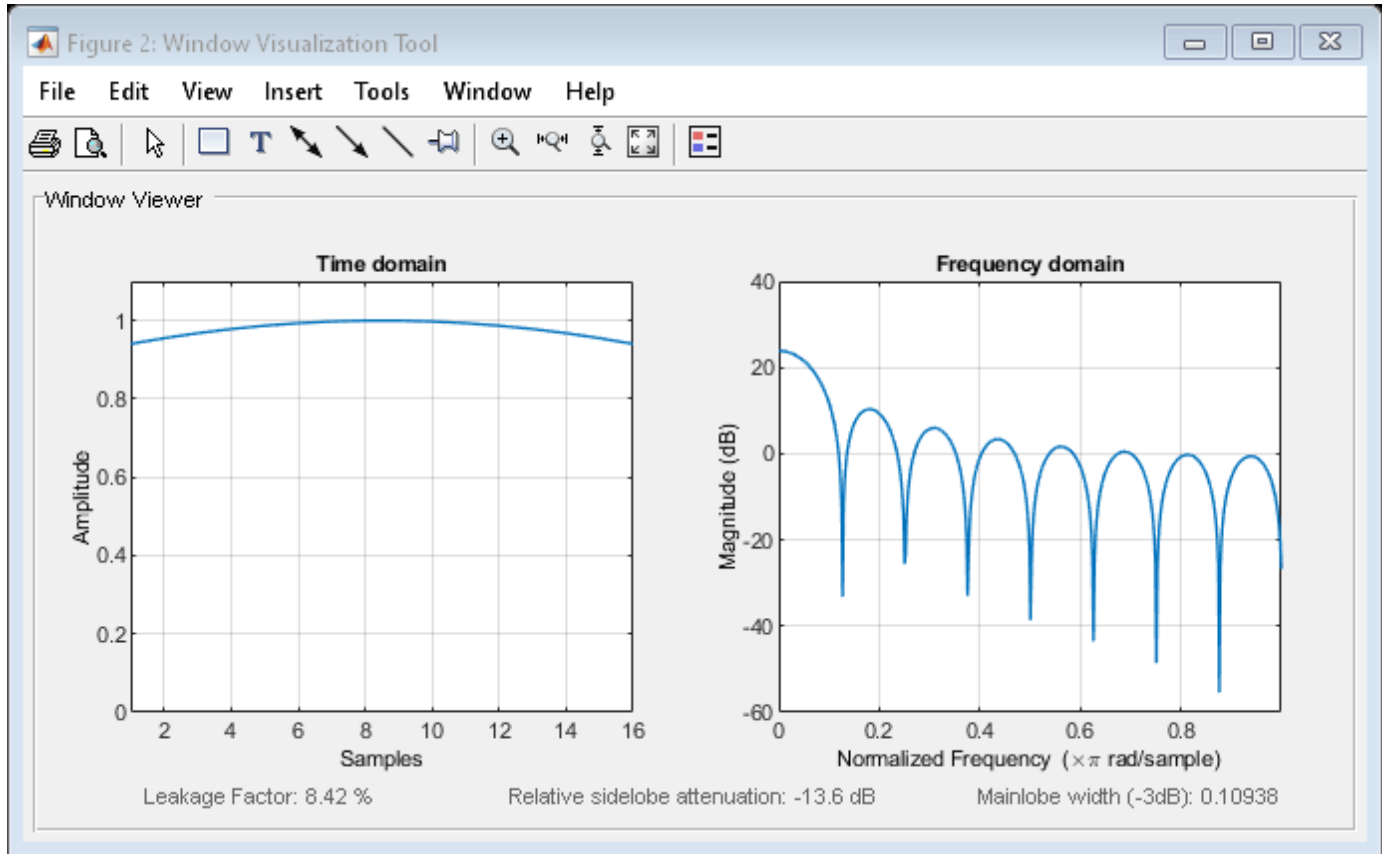 Figure 2: Window Visualization Tool
File Edit View Insert Tools Window Help
T
Window Viewer
Time domain
1
0.8
0.6
0.4
0.2
0
Amplitude
2 4 6 8 10 12 14 16
Samples
Frequency domain
40
20
0
-20
-40
-60
Magnitude (dB)
0 0.2 0.4 0.6 0.8
Normalized Frequency (×π rad/sample)
Leakage Factor: 8.42 % Relative sidelobe attenuation: -13.6 dB Mainlobe width (-3dB): 0.10938